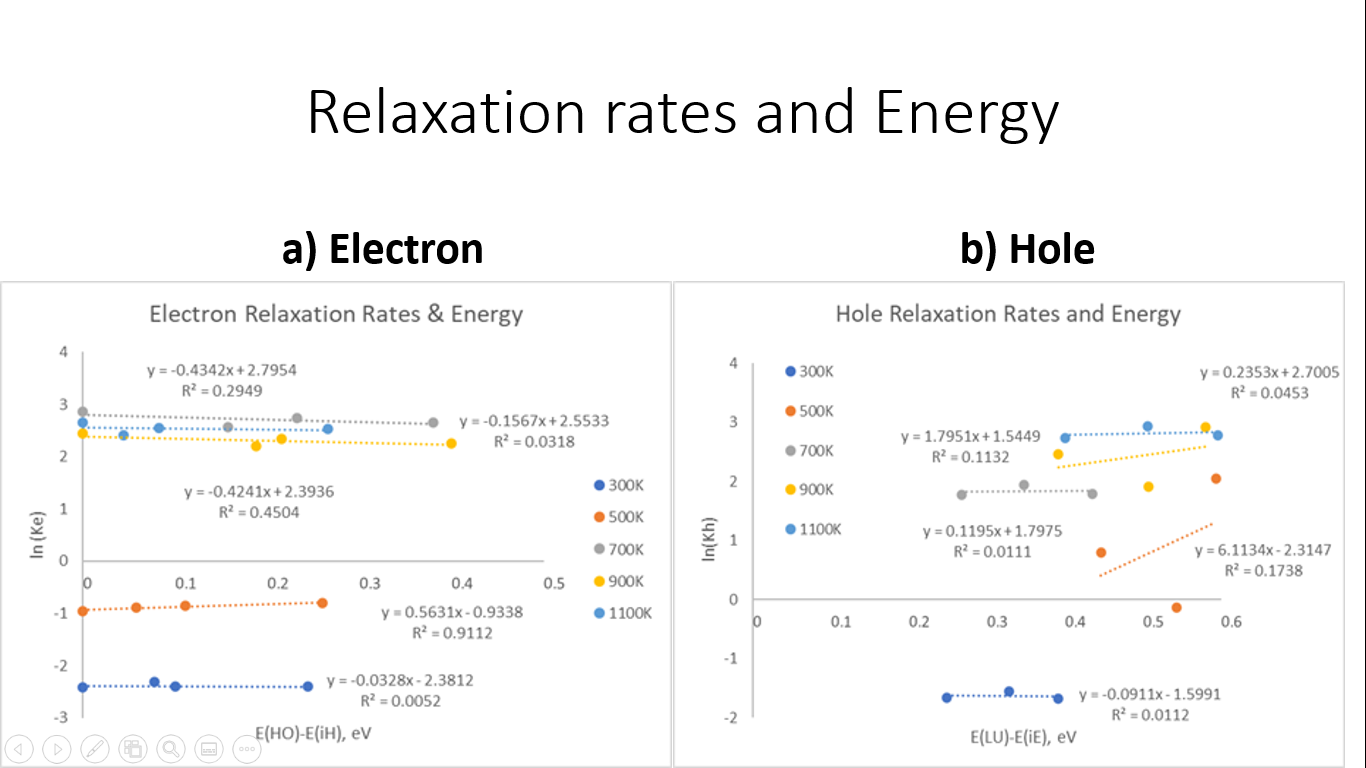 Relaxation rates and Energy
a) Electron
b) Hole
Electron Relaxation Rates & Energy
4
3
2
1
0
-1
-2
-3
ln (Ke)
0
0.1
0.2
0.3
0.4
0.5
E(HO)-E(iH), eV
y = -0.4342x + 2.7954
R² = 0.2949
y = -0.1567x + 2.5533
R² = 0.0318
y = -0.4241x + 2.3936
R² = 0.4504
y = 0.5631x - 0.9338
R² = 0.9112
y = -0.0328x - 2.3812
R² = 0.0052
300K
500K
700K
900K
1100K
Hole Relaxation Rates and Energy
4
3
2
1
0
-1
-2
ln(Kh)
0
0.1
0.2
0.3
0.4
0.5
0.6
E(LU)-E(iE), eV
300K
500K
700K
900K
1100K
y = 0.2353x + 2.7005
R² = 0.0453
y = 1.7951x + 1.5449
R² = 0.1132
y = 0.1195x + 1.7975
R² = 0.0111
y = 6.1134x - 2.3147
R² = 0.1738
y = -0.0911x - 1.5991
R² = 0.0112